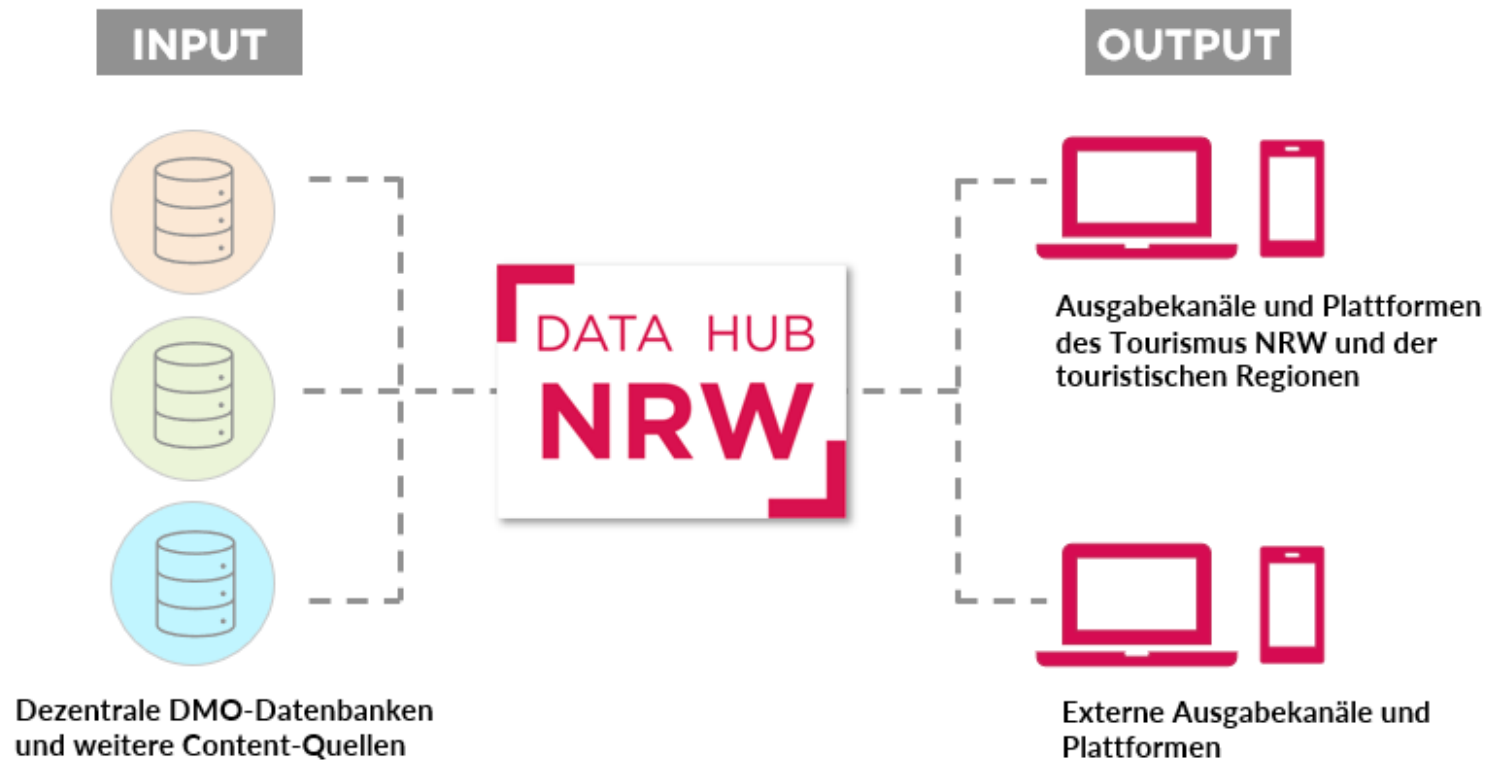 INPUT
OUTPUT
DATA HUB
NRW
Ausgabekanäle und Plattformen
des Tourismus NRW und der
touristischen Regionen
Dezentrale DMO-Datenbanken
und weitere Content-Quellen
Externe Ausgabekanäle und
Plattformen